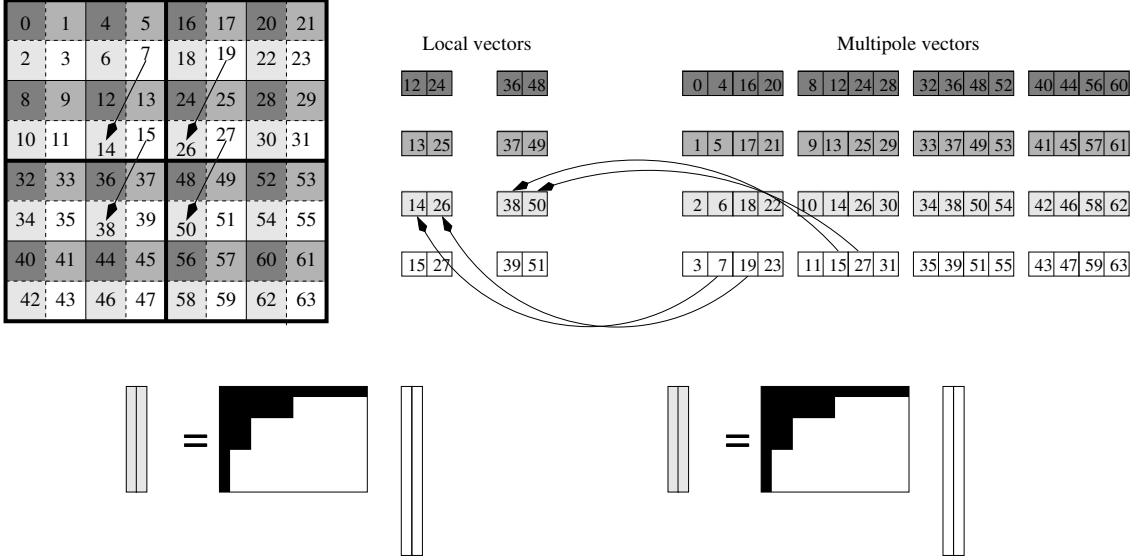 0 1 4 5 16 17 20 21
2 3 6 7 18 19 22 23
8 9 12 13 24 25 28 29
10 11 14 15 26 27 30 31
32 33 36 37 48 49 52 53
34 35 38 39 50 51 54 55
40 41 44 45 56 57 60 61
42 43 46 47 58 59 62 63
Local vectors
12 24 36 48
13 25 37 49
14 26 38 50
15 27 39 51
Multipole vectors
0 4 16 20 8 12 24 28 32 36 48 52 40 44 56 60
1 5 17 21 9 13 25 29 33 37 49 53 41 45 57 61
2 6 18 22 10 14 26 30 34 38 50 54 42 46 58 62
3 7 19 23 11 15 27 31 35 39 51 55 43 47 59 63
= =